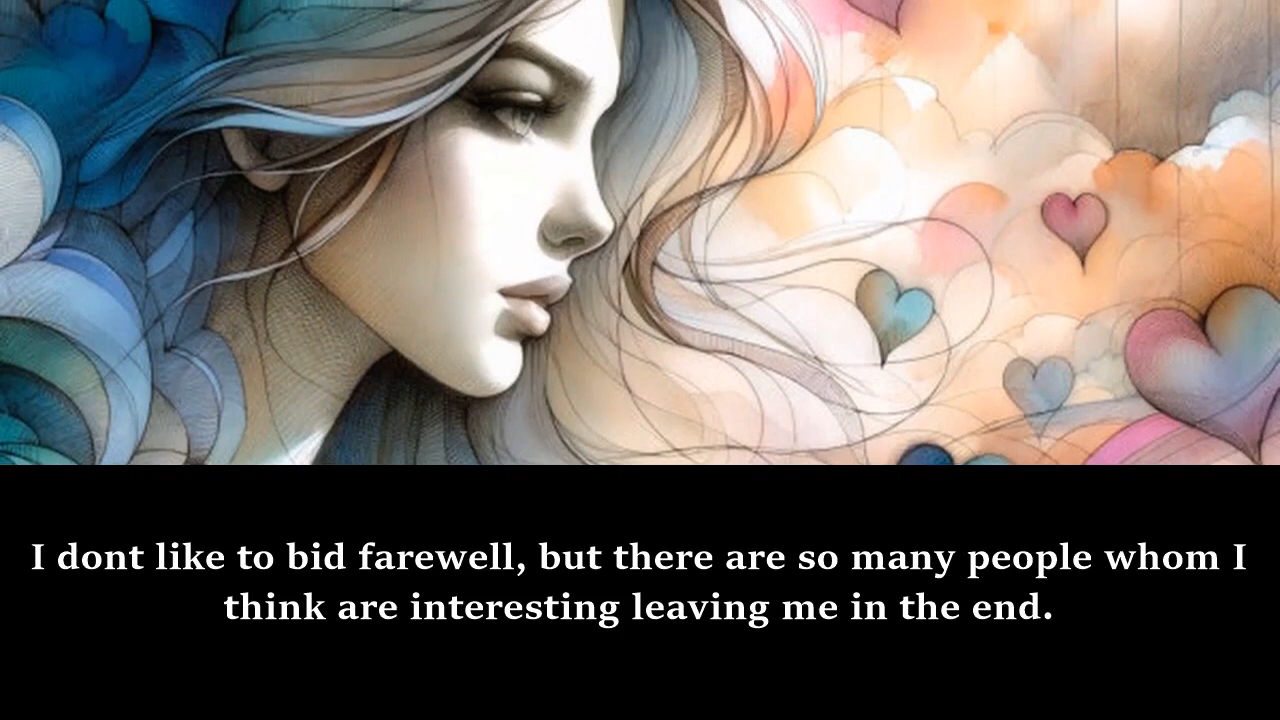 I dont like to bid farewell, but there are so many people whom I
think are interesting leaving me in the end.